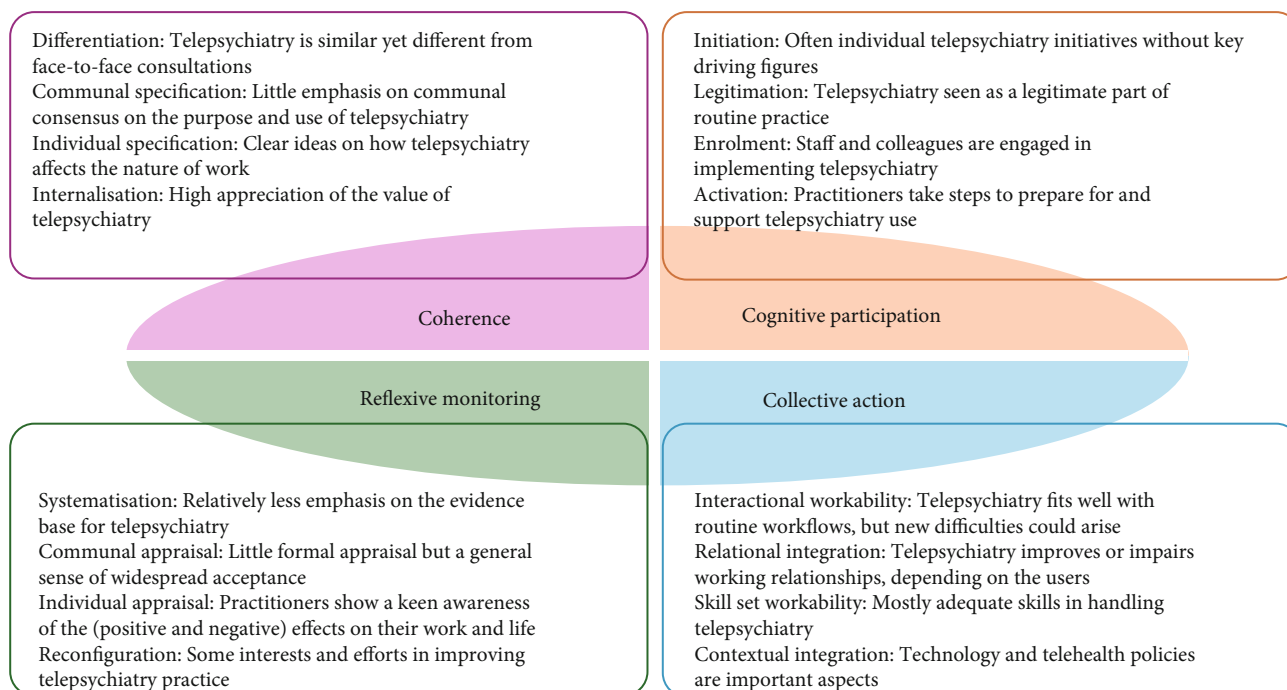 Differentiation: Telepsychiatry is similar yet different from
face-to-face consultations
Communal specification: Little emphasis on communal
consensus on the purpose and use of telepsychiatry
Individual specification: Clear ideas on how telepsychiatry
affects the nature of work
Internalisation: High appreciation of the value of
telepsychiatry
Initiation: Often individual telepsychiatry initiatives without key
driving figures
Legitimation: Telepsychiatry seen as a legitimate part of
routine practice
Enrolment: Staff and colleagues are engaged in
implementing telepsychiatry
Activation: Practitioners take steps to prepare for and
support telepsychiatry use
Coherence
Cognitive participation
Reflexive monitoring
Collective action
Systematisation: Relatively less emphasis on the evidence
base for telepsychiatry
Communal appraisal: Little formal appraisal but a general
sense of widespread acceptance
Individual appraisal: Practitioners show a keen awareness
of the (positive and negative) effects on their work and life
Reconfiguration: Some interests and efforts in improving
telepsychiatry practice
Interactional workability: Telepsychiatry fits well with
routine workflows, but new difficulties could arise
Relational integration: Telepsychiatry improves or impairs
working relationships, depending on the users
Skill set workability: Mostly adequate skills in handling
telepsychiatry
Contextual integration: Technology and telehealth policies
are important aspects